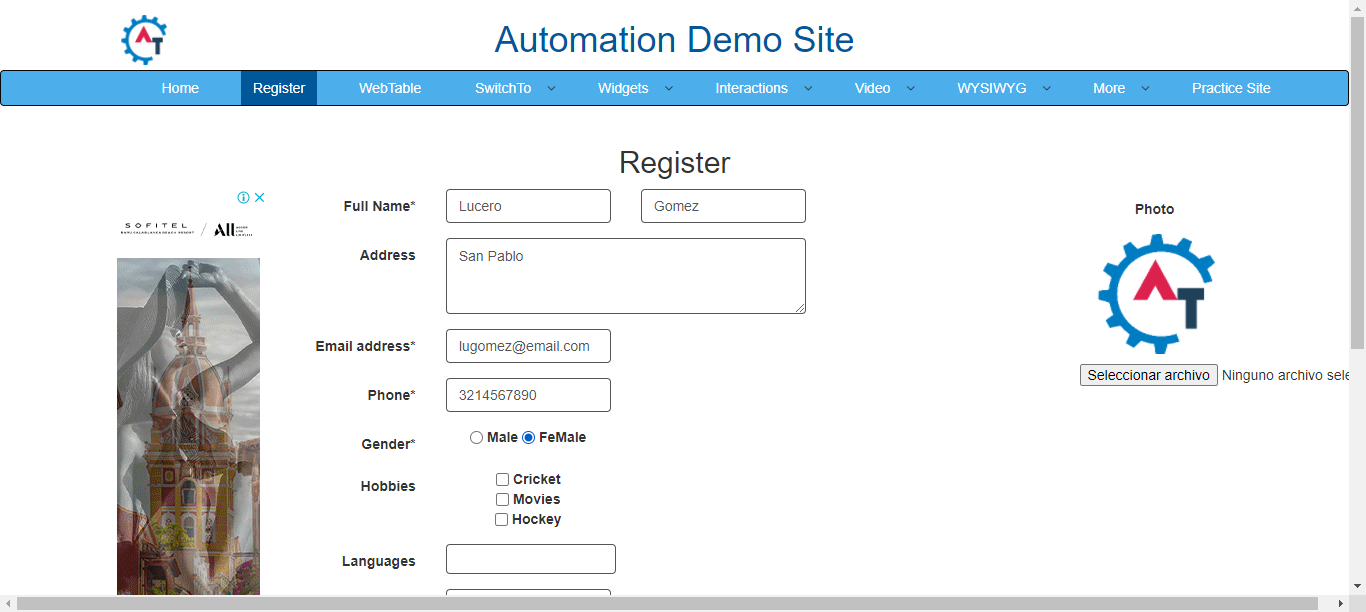 Automation Demo Site
Home Register WebTable SwitchTo Widgets Interactions Video WYSIWYG More Practice Site
Register
Full Name* Lucero Gomez
Photo
SOFITEL / ALL
Address San Pablo
Email address* lugomez@email.com
Seleccionar archivo Ninguno archivo sele
Phone* 3214567890
Gender* Male FeMale
Hobbies Cricket
Movies
Hockey
Languages